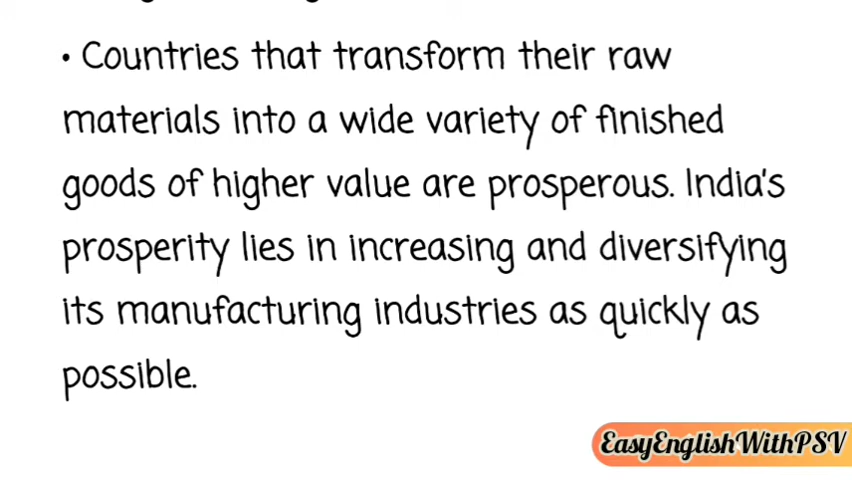 • Countries that transform their raw
materials into a wide variety of finished
goods of higher value are prosperous. India's
prosperity lies in increasing and diversifying
its manufacturing industries as quickly as
possible.
EasyEnglishWithPSV